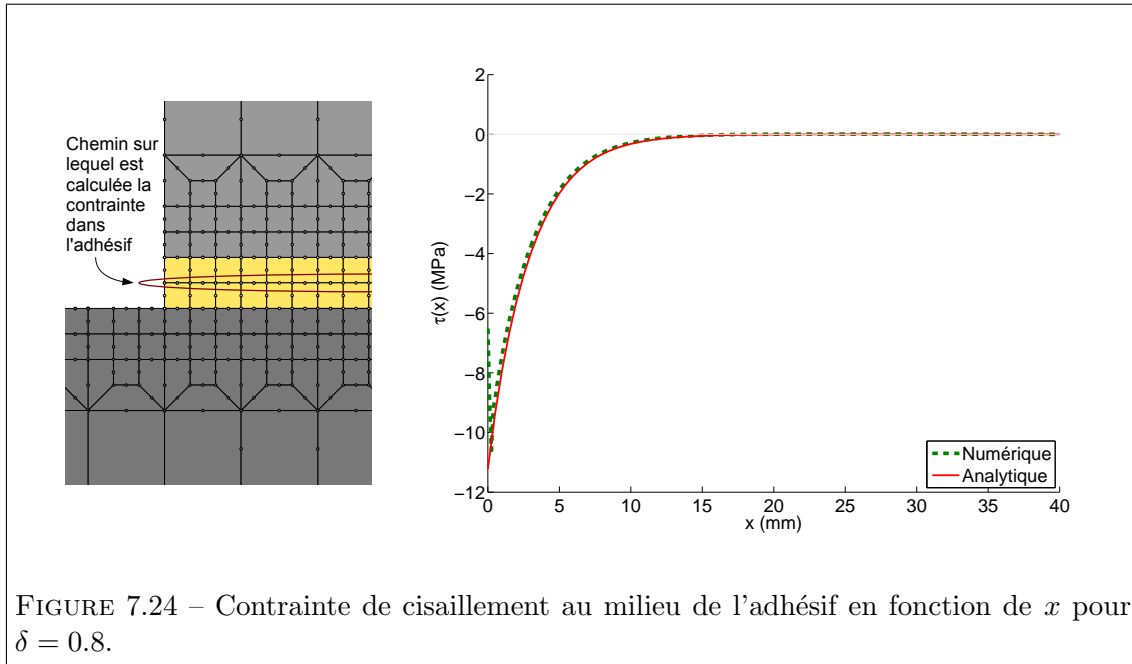 Chemin sur
lequel est
calculée la
contrainte
dans
l'adhésif
2
0
−2
−4
−6
−8
−10
−12
τ(x) (MPa)
0 5 10 15 20 25 30 35 40
x (mm)
Numérique
Analytique
FIGURE 7.24 – Contrainte de cisaillement au milieu de l'adhésif en fonction de x pour
δ = 0.8.